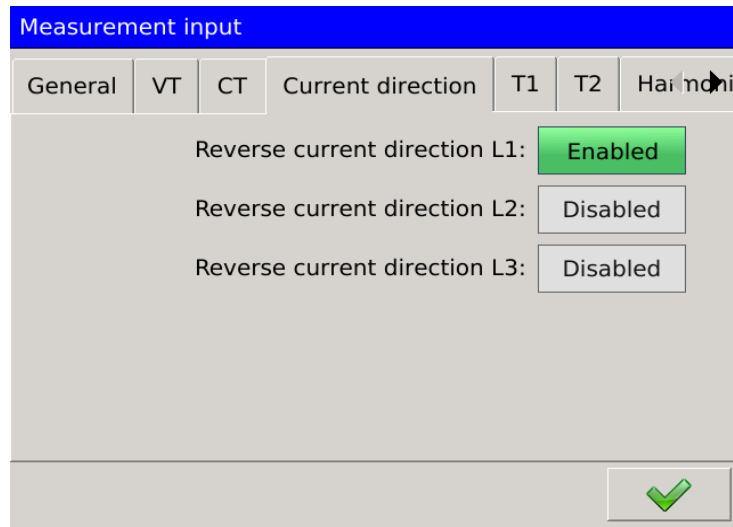 Measurement input
General VT CT Current direction T1 T2
Reverse current direction L1: Enabled
Reverse current direction L2: Disabled
Reverse current direction L3: Disabled